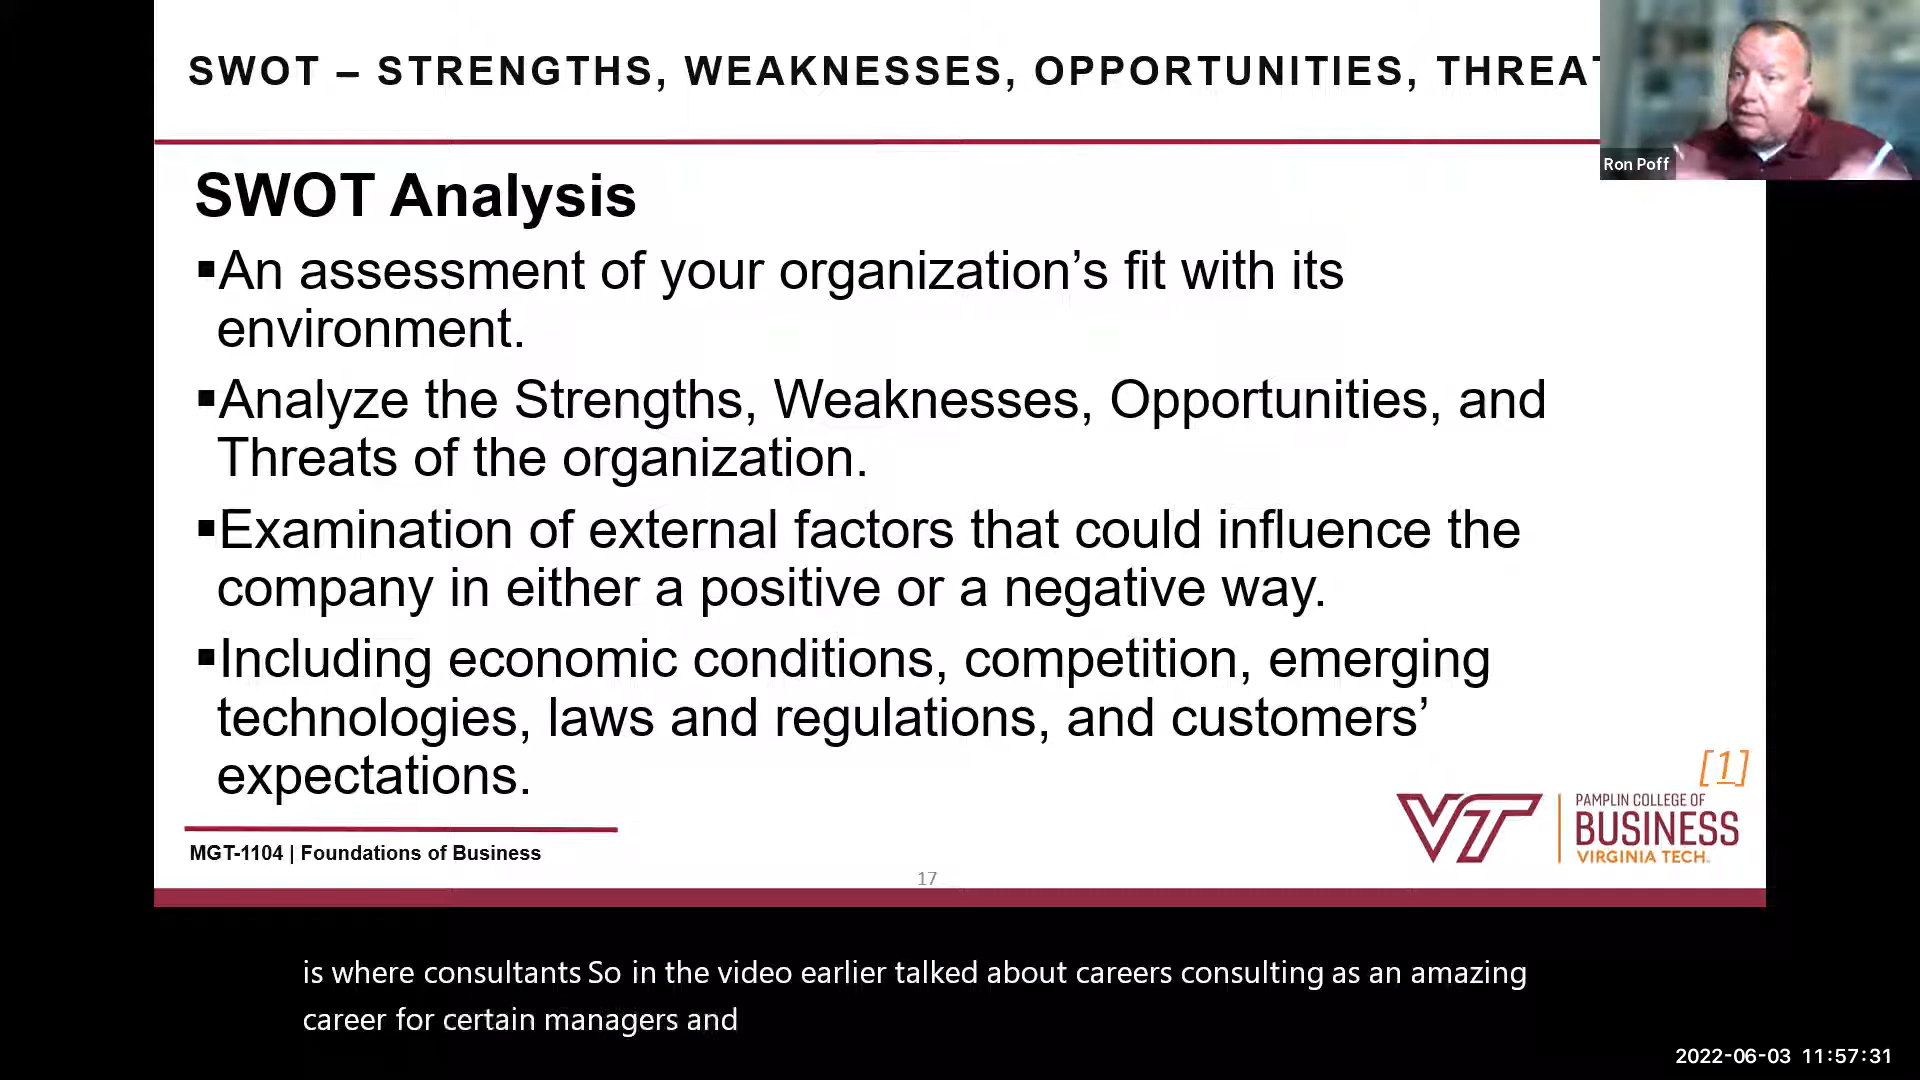 SWOT – STRENGTHS, WEAKNESSES, OPPORTUNITIES, THREAT
Ron Poff
SWOT Analysis
▪An assessment of your organization’s fit with its
environment.
▪Analyze the Strengths, Weaknesses, Opportunities, and
Threats of the organization.
▪Examination of external factors that could influence the
company in either a positive or a negative way.
▪Including economic conditions, competition, emerging
technologies, laws and regulations, and customers’
expectations.
[1]
VT
PAMPLIN COLLEGE OF
BUSINESS
VIRGINIA TECH.
MGT-1104 | Foundations of Business
17
is where consultants So in the video earlier talked about careers consulting as an amazing
career for certain managers and
2022-06-03 11:57:31